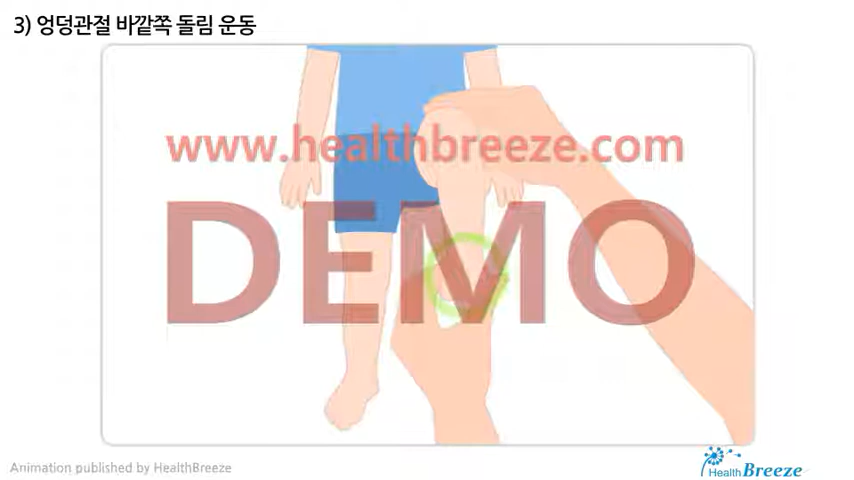 3) 엉덩관절 바깥쪽 돌림 운동
www.healthbreeze.com
DEMO
Animation published by HealthBreeze
Health Breeze